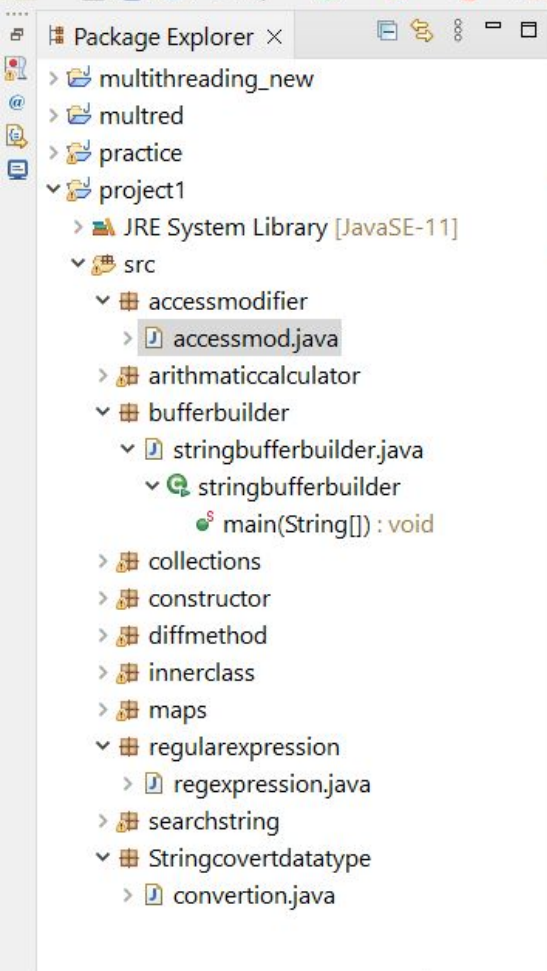 Package Explorer
multithreading_new
multred
practice
project1
JRE System Library [JavaSE-11]
src
accessmodifier
accessmod.java
arithmaticcalculator
bufferbuilder
stringbufferbuilder.java
stringbufferbuilder
main(String[]) : void
collections
constructor
diffmethod
innerclass
maps
regularexpression
regexpression.java
searchstring
Stringcovertdatatype
convertion.java